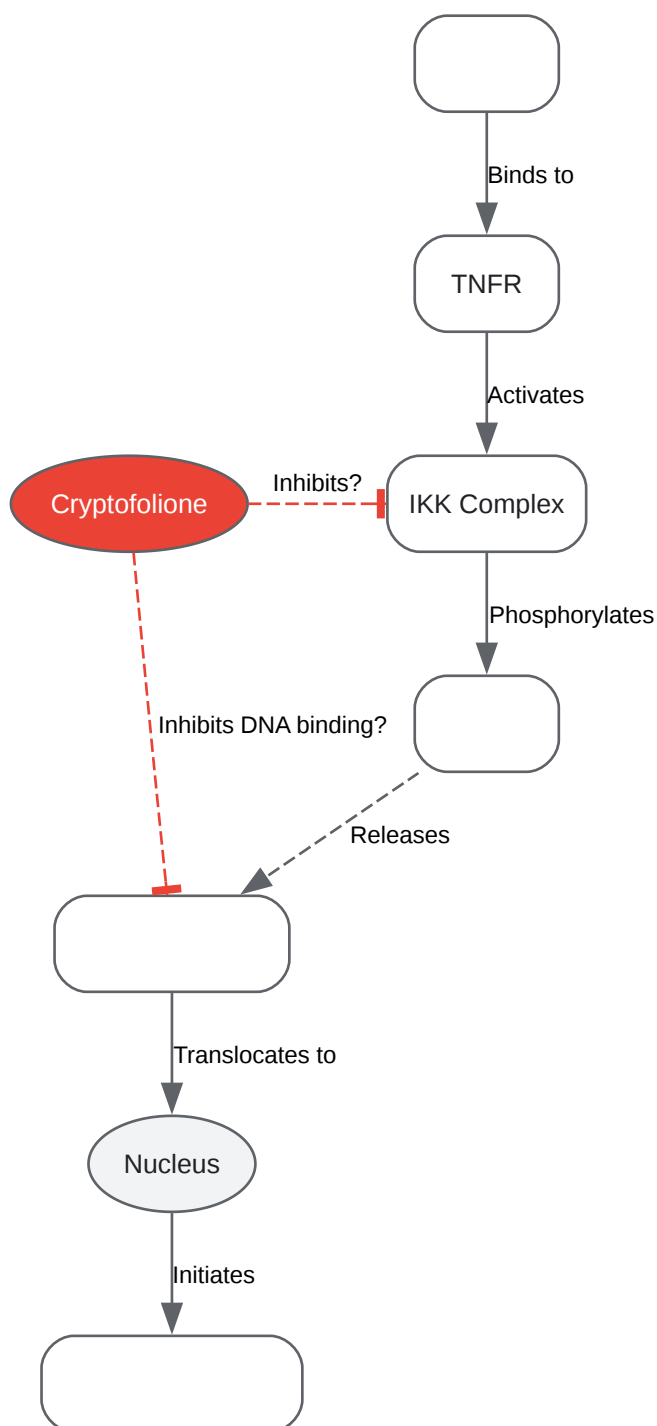 Binds to
TNFR
Activates
Cryptofolione
Inhibits?
IKK Complex
Phosphorylates
Inhibits DNA binding?
Releases
Translocates to
Nucleus
Initiates